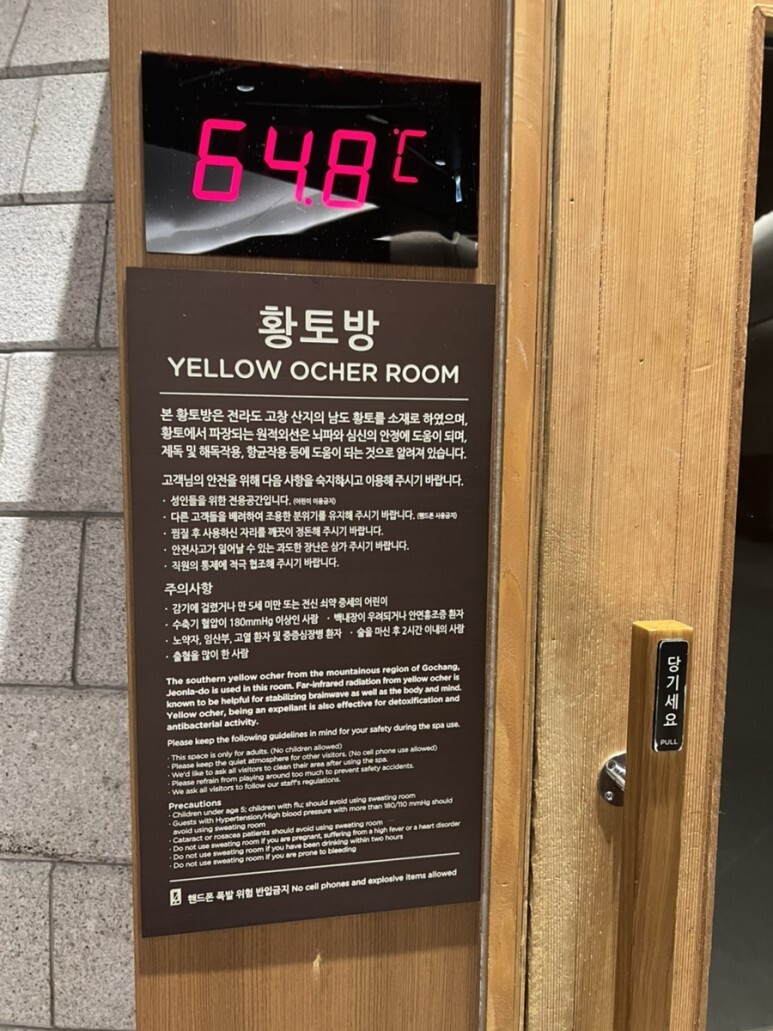 64.8℃
황토방
YELLOW OCHER ROOM
본 황토방은 전라도 고창 산지의 남도 황토를 소재로 하였으며,
황토에서 파장되는 원적외선은 뇌파와 심신의 안정에 도움이 되며,
제독 및 해독작용, 항균작용 등에 도움이 되는 것으로 알려져 있습니다.
고객님의 안전을 위해 다음 사항을 숙지하시고 이용해 주시기 바랍니다.
· 성인들을 위한 전용공간입니다. (어린이 이용금지)
· 다른 고객들을 배려하여 조용한 분위기를 유지해 주시기 바랍니다. (핸드폰 사용금지)
· 찜질 후 사용하신 자리를 깨끗이 정돈해 주시기 바랍니다.
· 안전사고가 일어날 수 있는 과도한 장난은 삼가 주시기 바랍니다.
· 직원의 통제에 적극 협조해 주시기 바랍니다.
주의사항
· 감기에 걸렸거나 만 5세 미만 또는 전신 쇠약 증세의 어린이
· 수축기 혈압이 180mmHg 이상인 사람 · 백내장이 우려되거나 안면홍조증 환자
· 노약자, 임산부, 고열 환자 및 중증심장병 환자 · 술을 마신 후 2시간 이내의 사람
· 출혈을 많이 한 사람
The southern yellow ocher from the mountainous region of Gochang,
Jeonla-do is used in this room. Far-infrared radiation from yellow ocher is
known to be helpful for stabilizing brainwave as well as the body and mind.
Yellow ocher, being an expellant is also effective for detoxification and
antibacterial activity.
Please keep the following guidelines in mind for your safety during the spa use.
· This space is only for adults. (No children allowed)
· Please keep the quiet atmosphere for other visitors. (No cell phone use allowed)
· We'd like to ask all visitors to clean their area after using the spa.
· Please refrain from playing around too much to prevent safety accidents.
· We ask all visitors to follow our staff's regulations.
Precautions
· Children under age 5; children with flu; should avoid using sweating room
· Guests with Hypertension/High blood pressure with more than 180/110 mmHg should
avoid using sweating room
· Cataract or rosacea patients should avoid using sweating room
· Do not use sweating room if you are pregnant, suffering from a high fever or a heart disorder
· Do not use sweating room if you have been drinking within two hours
· Do not use sweating room if you are prone to bleeding
핸드폰 폭발 위험 반입금지 No cell phones and explosive items allowed
당기세요
PULL